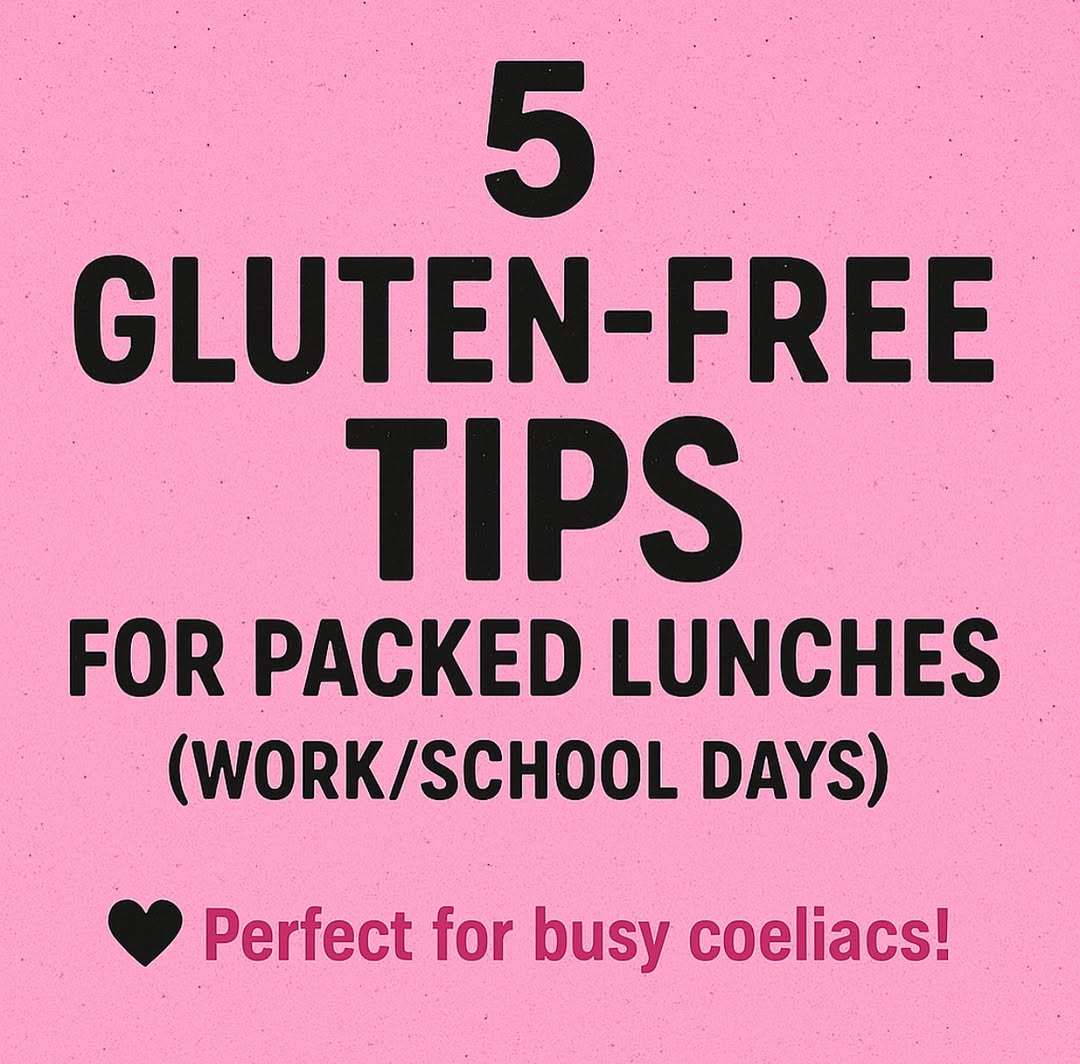 5
GLUTEN-FREE
TIPS
FOR PACKED LUNCHES
(WORK/SCHOOL DAYS)
🖤 Perfect for busy coeliacs!